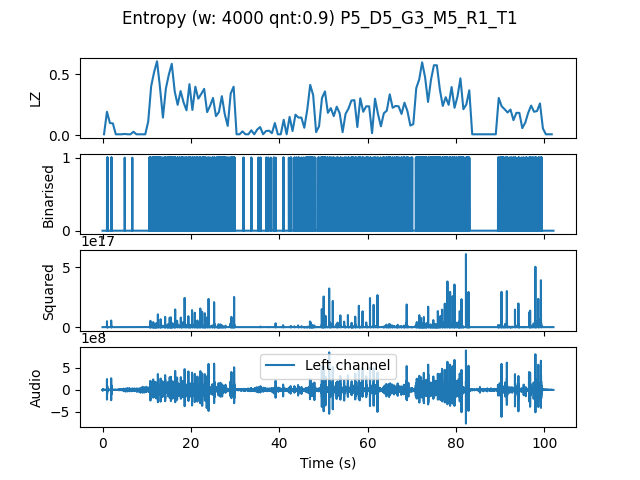 Entropy (w: 4000 qnt:0.9) P5_D5_G3_M5_R1_T1
LZ
0.5
0.0
Binarised
1
0
1e17
Squared
5
0
1e8
Audio
5
0
−5
Left channel
0 20 40 60 80 100
Time (s)